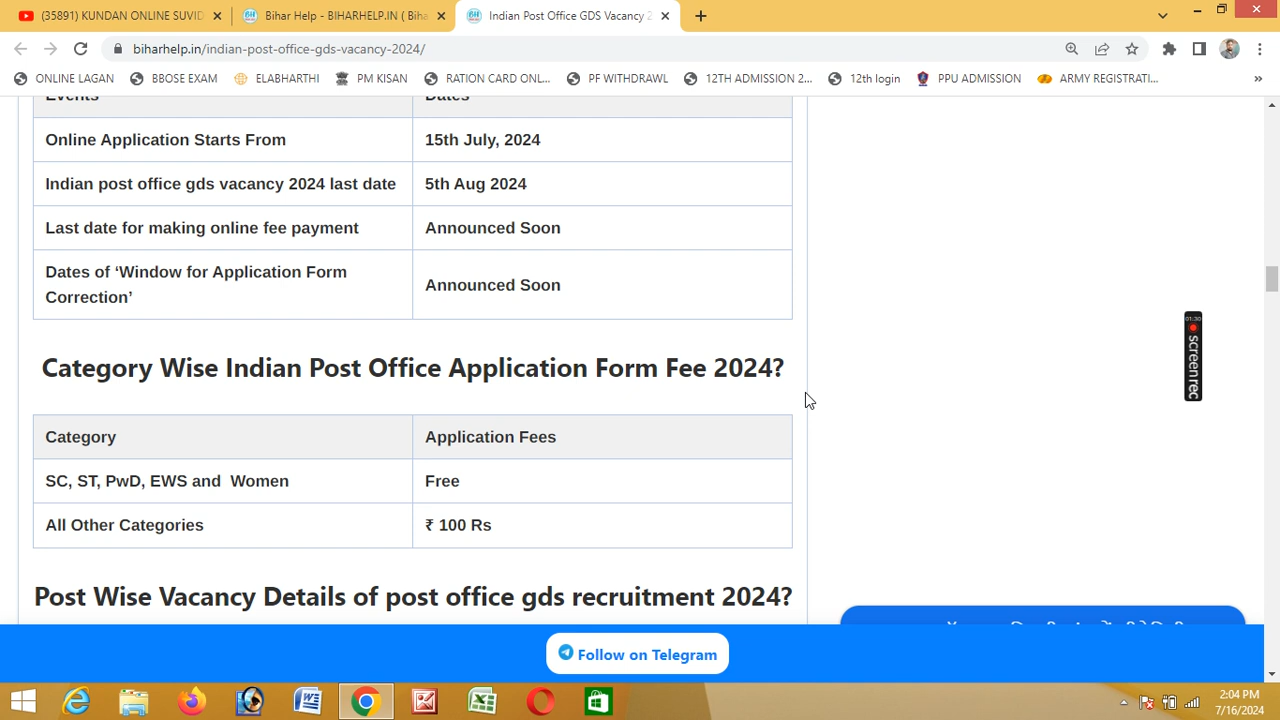 (35891) KUNDAN ONLINE SUVID
Bihar Help - BIHARHELP.IN ( Biha
Indian Post Office GDS Vacancy 2
biharhelp.in/indian-post-office-gds-vacancy-2024/
ONLINE LAGAN
BBOSE EXAM
ELABHARTHI
PM KISAN
RATION CARD ONL...
PF WITHDRAWL
12TH ADMISSION 2...
12th login
PPU ADMISSION
ARMY REGISTRATI...
Events Dates
Online Application Starts From 15th July, 2024
Indian post office gds vacancy 2024 last date 5th Aug 2024
Last date for making online fee payment Announced Soon
Dates of ‘Window for Application Form
Correction’
Announced Soon
Category Wise Indian Post Office Application Form Fee 2024?
Category Application Fees
SC, ST, PwD, EWS and Women Free
All Other Categories ₹ 100 Rs
Post Wise Vacancy Details of post office gds recruitment 2024?
Follow on Telegram
01:30
screenrec
2:04 PM
7/16/2024